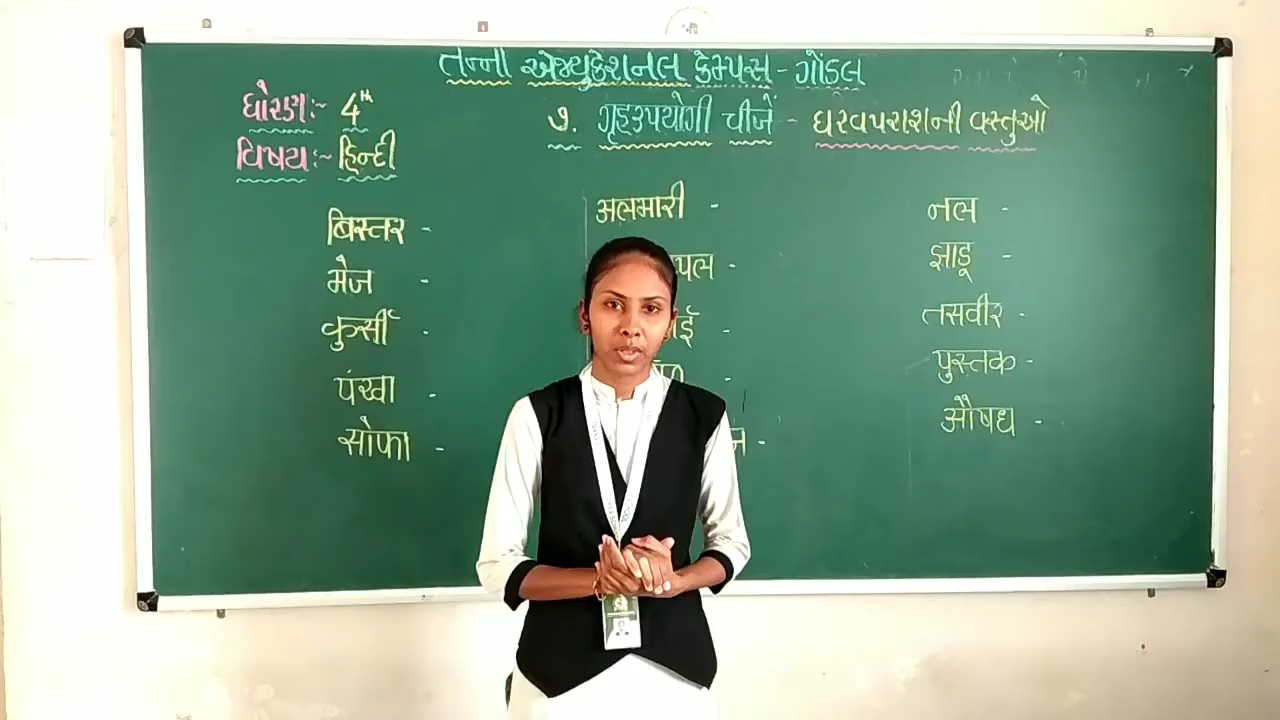 તન્ના એજ્યુકેશનલ કેમ્પસ - ગોંડલ
ધોરણ :- 4th
વિષય :- हिन्दी
૭. गृहउपयोगी चीजें - ઘરવપરાશની વસ્તુઓ
बिस्तर -
मेज -
कुर्सी -
पंखा -
सोफा -
अलमारी -
नल -
झाडू -
तसवीर -
पुस्तक -
औषध -